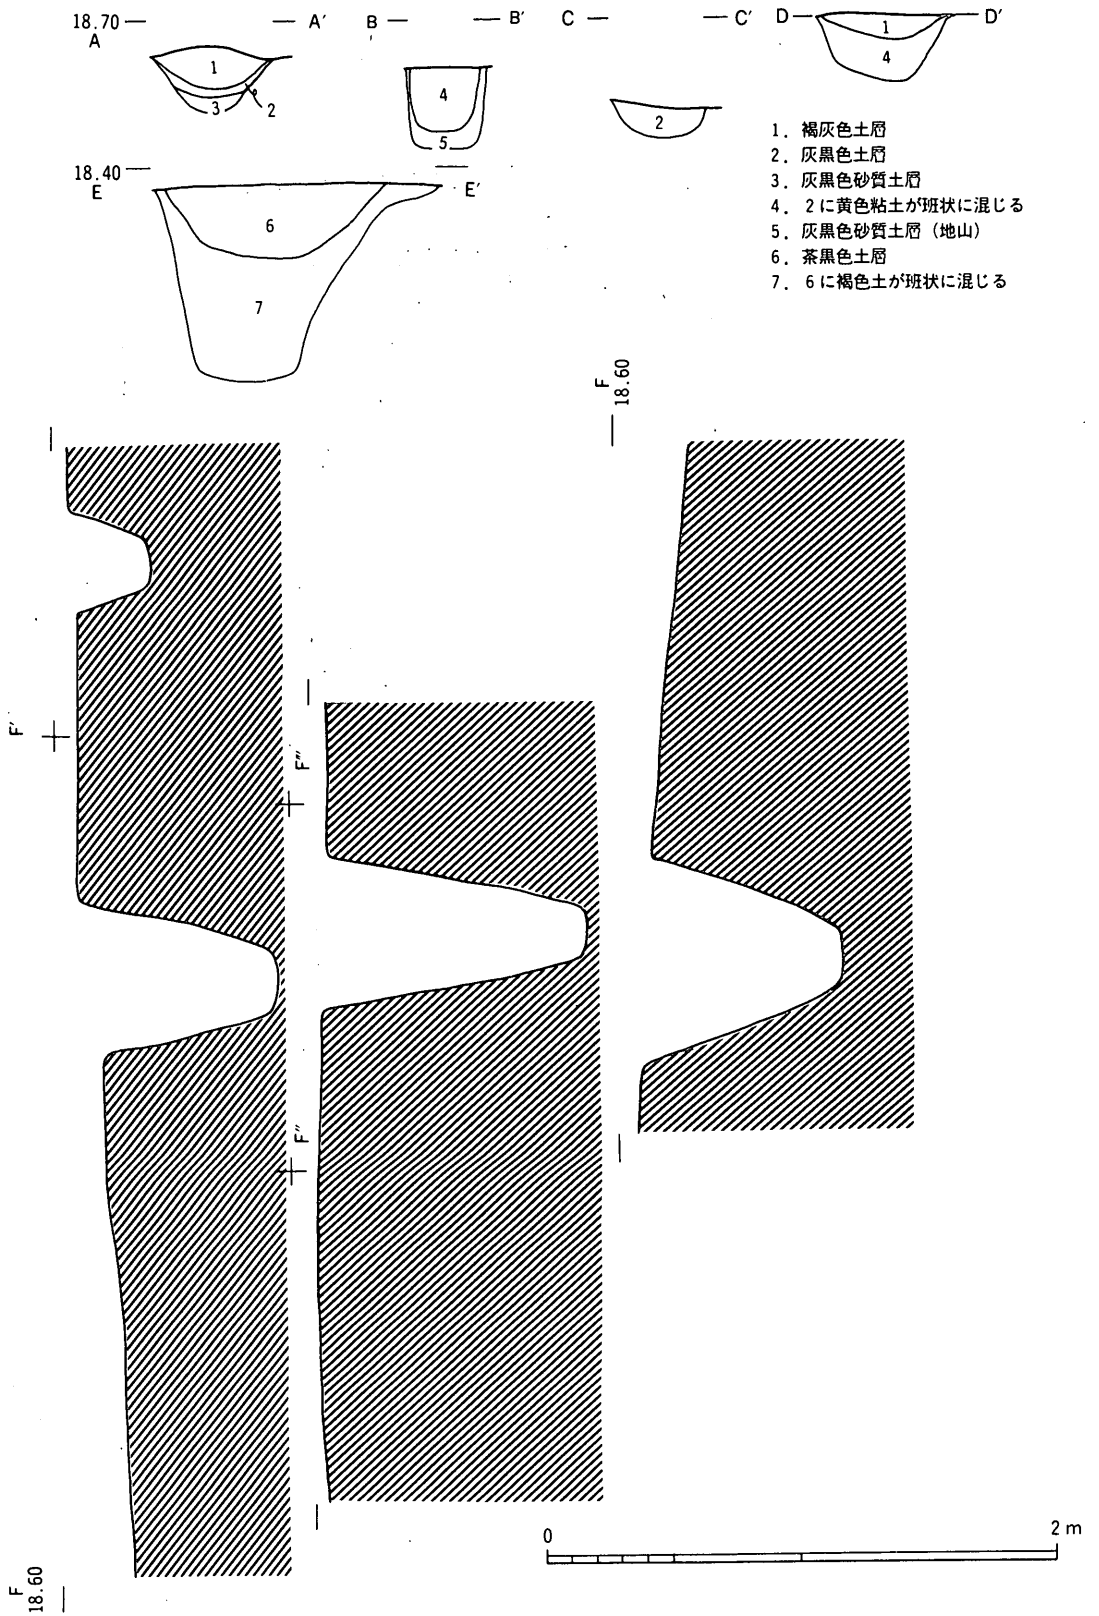 18.70
A
A′
B
B′
C
C′
D
D′
1
2
3
4
5
2
1
4
18.40
E
E′
6
7
1. 褐灰色土層
2. 灰黒色土層
3. 灰黒色砂質土層
4. 2に黄色粘土が班状に混じる
5. 灰黒色砂質土層（地山）
6. 茶黒色土層
7. 6に褐色土が班状に混じる
F
18.60
F′
F‴
F″
F
18.60
0
2 m